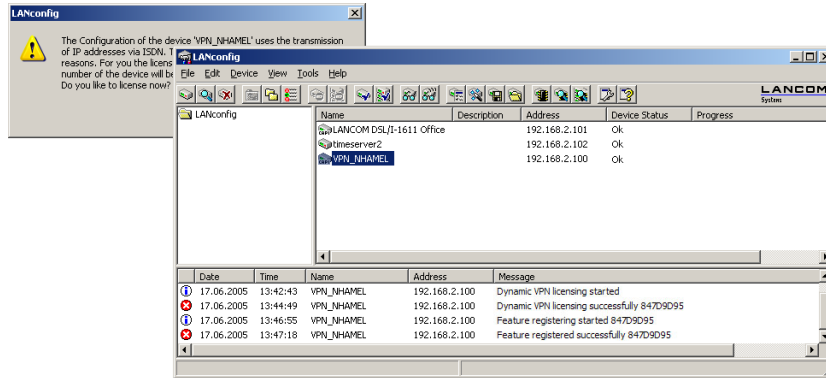 LANconfig
The Configuration of the device 'VPN_NHAMEL' uses the transmission
of IP addresses via ISDN.
reasons. For you the licens
number of the device will be
Do you like to license now?
LANconfig
File Edit Device View Tools Help
LANCOM
Systems
LANconfig
Name Description Address Device Status Progress
LANCOM DSL/I-1611 Office 192.168.2.101 Ok
timeserver2 192.168.2.102 Ok
VPN_NHAMEL 192.168.2.100 Ok
Date Time Name Address Message
17.06.2005 13:42:43 VPN_NHAMEL 192.168.2.100 Dynamic VPN licensing started
17.06.2005 13:44:49 VPN_NHAMEL 192.168.2.100 Dynamic VPN licensing successfully 847D9D95
17.06.2005 13:46:55 VPN_NHAMEL 192.168.2.100 Feature registering started 847D9D95
17.06.2005 13:47:18 VPN_NHAMEL 192.168.2.100 Feature registered successfully 847D9D95